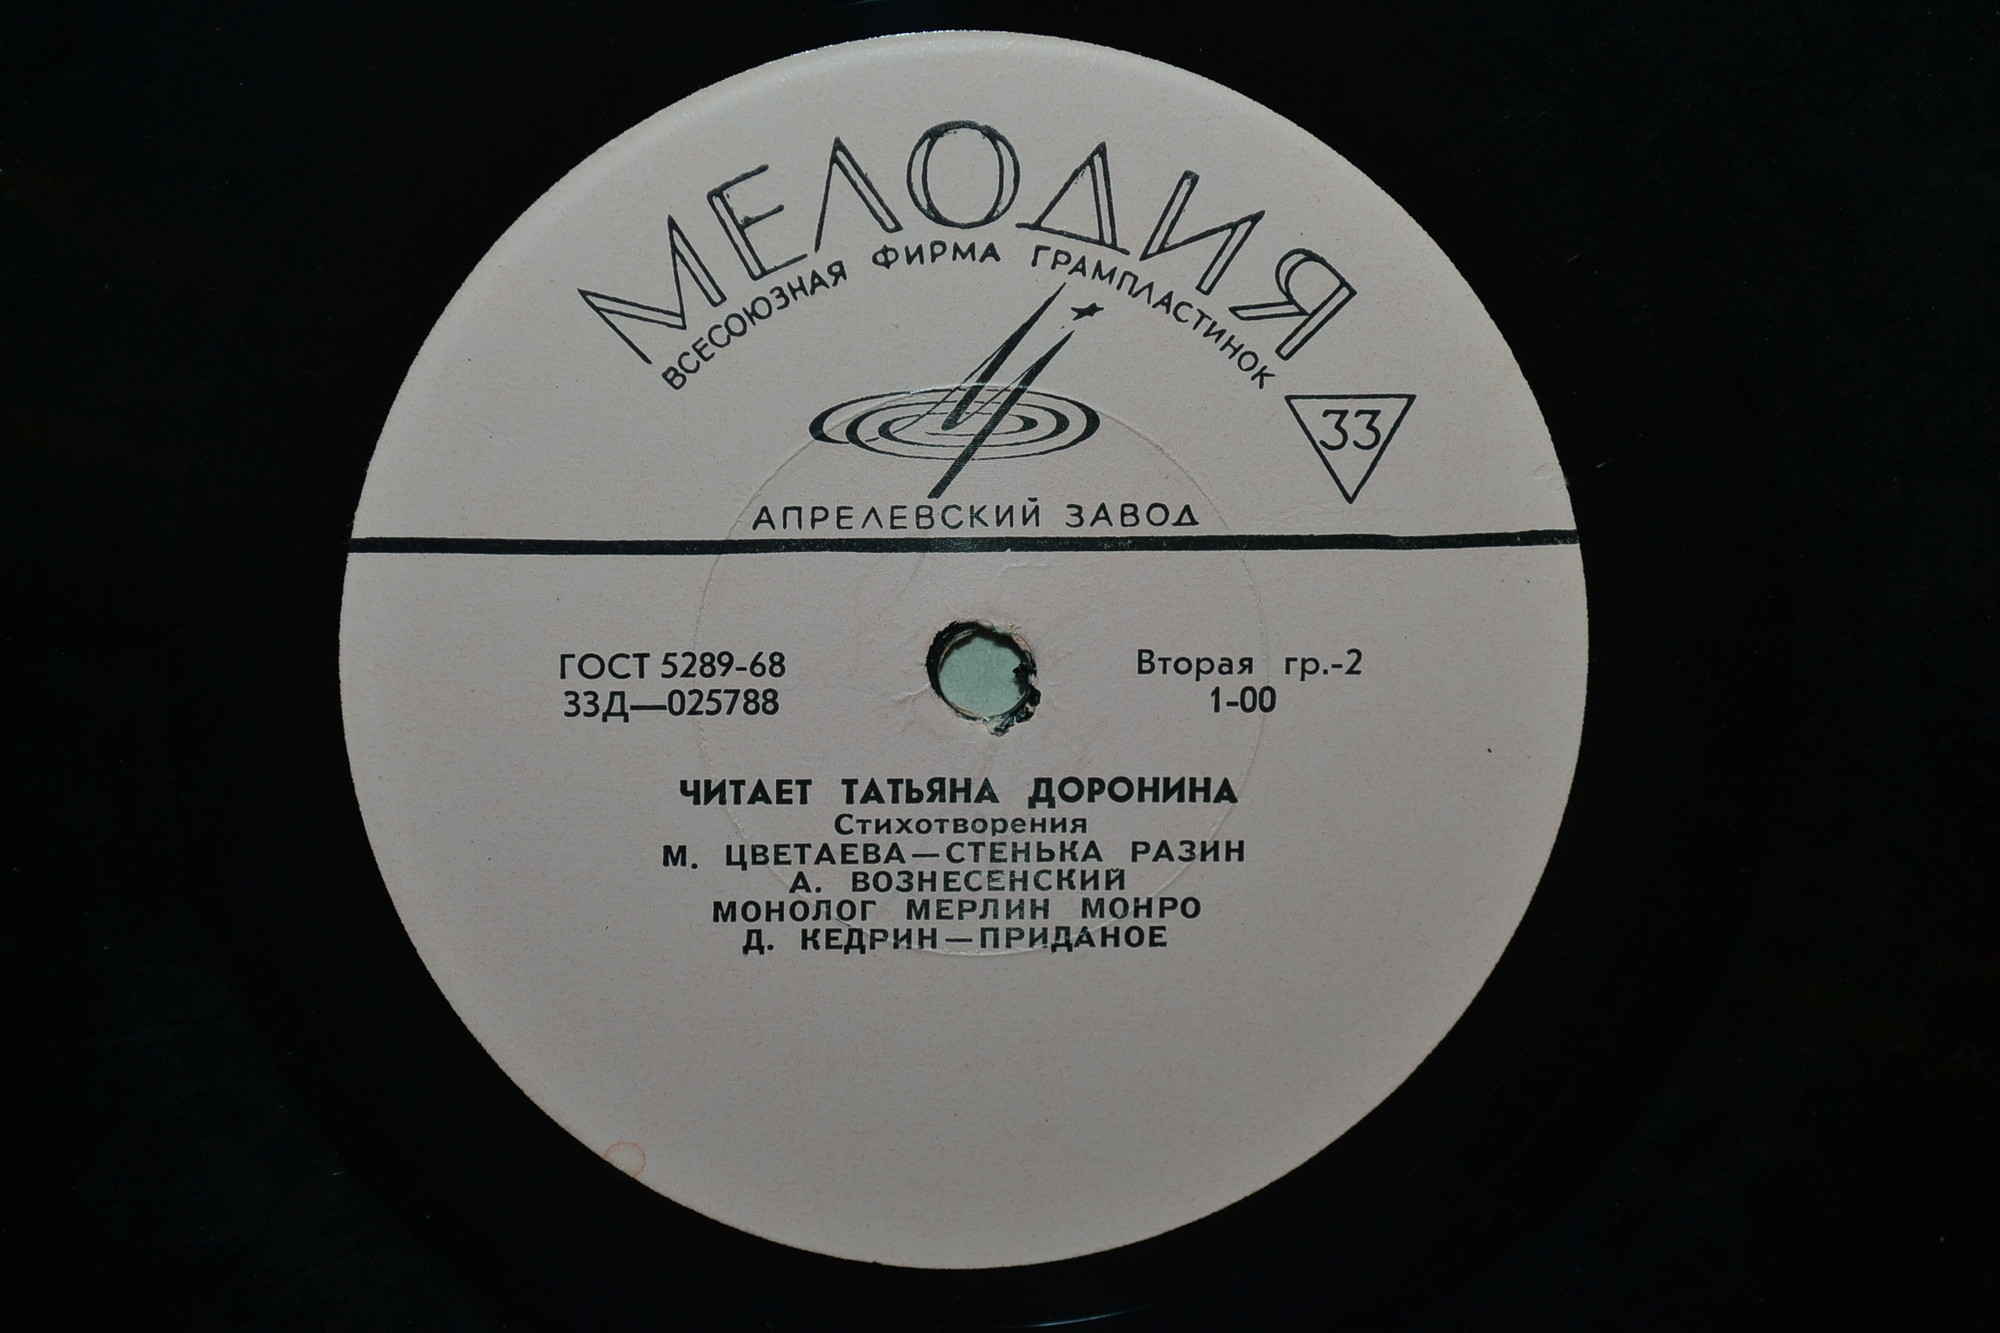 МЕЛОДИЯ
ВСЕСОЮЗНАЯ ФИРМА ГРАМПЛАСТИНОК
33
АПРЕЛЕВСКИЙ ЗАВОД
ГОСТ 5289-68
33Д—025788
Вторая гр.-2
1-00
ЧИТАЕТ ТАТЬЯНА ДОРОНИНА
Стихотворения
М. ЦВЕТАЕВА—СТЕНЬКА РАЗИН
А. ВОЗНЕСЕНСКИЙ
МОНОЛОГ МЕРЛИН МОНРО
Д. КЕДРИН—ПРИДАНОЕ